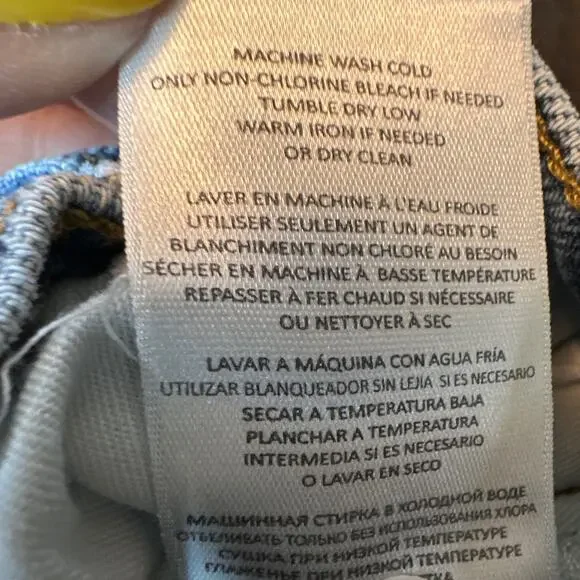 MACHINE WASH COLD
ONLY NON-CHLORINE BLEACH IF NEEDED
TUMBLE DRY LOW
WARM IRON IF NEEDED
OR DRY CLEAN
LAVER EN MACHINE À L'EAU FROIDE
UTILISER SEULEMENT UN AGENT DE
BLANCHIMENT NON CHLORÉ AU BESOIN
SÉCHER EN MACHINE À BASSE TEMPÉRATURE
REPASSER À FER CHAUD SI NÉCESSAIRE
OU NETTOYER À SEC
LAVAR A MÁQUINA CON AGUA FRÍA
UTILIZAR BLANQUEADOR SIN LEJIA SI ES NECESARIO
SECAR A TEMPERATURA BAJA
PLANCHAR A TEMPERATURA
INTERMEDIA SI ES NECESARIO
O LAVAR EN SECO
МАШИННАЯ СТИРКА В ХОЛОДНОЙ ВОДЕ
ОТБЕЛИВАТЬ ТОЛЬКО БЕЗ ИСПОЛЬЗОВАНИЯ ХЛОРА
СУШКА ПРИ НИЗКОЙ ТЕМПЕРАТУРЕ
ГЛАЖЕНЬЕ ПРИ НИЗКОЙ ТЕМПЕРАТУРЕ